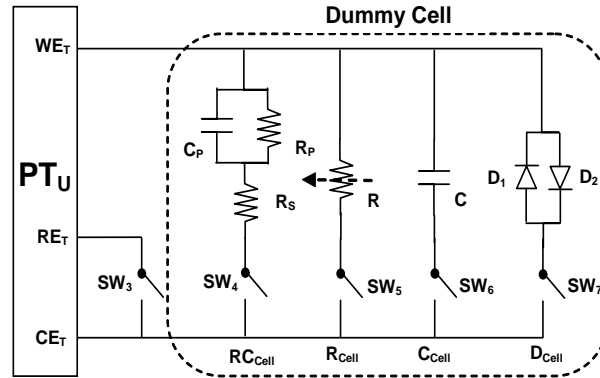 Dummy Cell
WE_T
C_P
R_P
D_1
D_2
PT_U
R_S
R
C
RE_T
SW_3
SW_4
SW_5
SW_6
SW_7
CE_T
RC_Cell
R_Cell
C_Cell
D_Cell